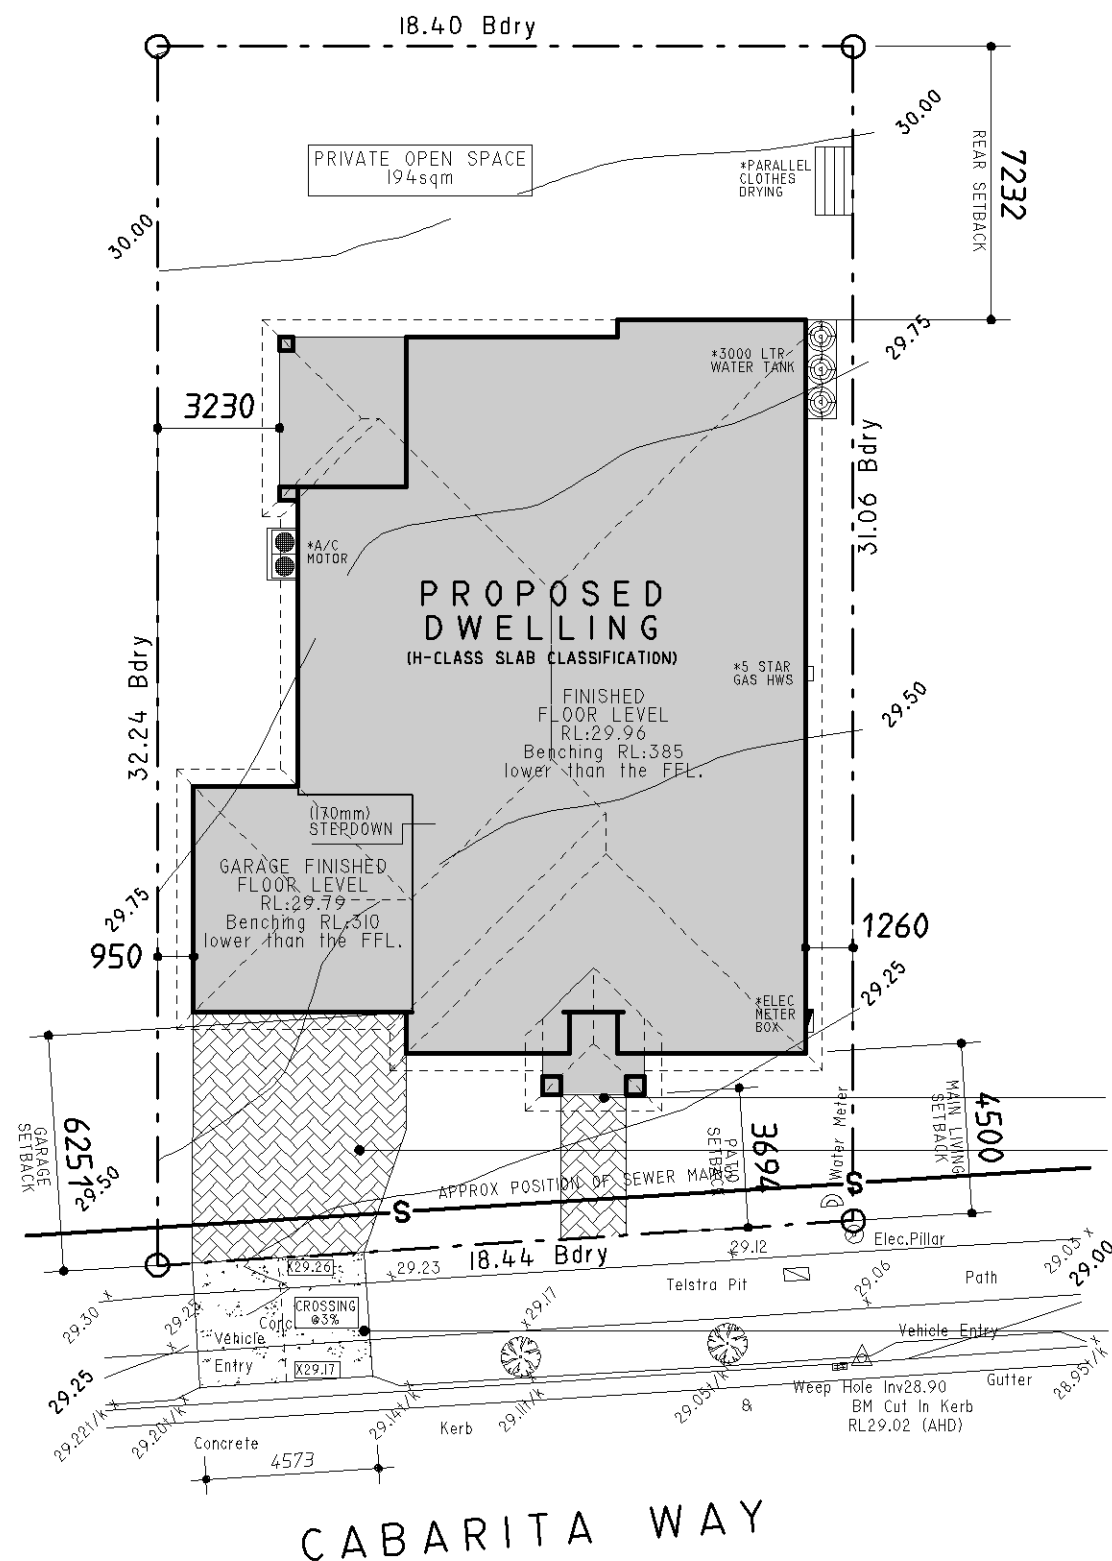 18.40 Bdry
30.00
PRIVATE OPEN SPACE
194sqm
*PARALLEL
CLOTHES
DRYING
REAR SETBACK
7232
30.00
29.75
*3000 LTR
WATER TANK
3230
31.06 Bdry
*A/C
MOTOR
PROPOSED
DWELLING
(H-CLASS SLAB CLASSIFICATION)
32.24 Bdry
*5 STAR
GAS HWS
FINISHED
FLOOR LEVEL
RL:29.96
Benching RL:385
lower than the FFL.
29.50
(170mm)
STEPDOWN
GARAGE FINISHED
FLOOR LEVEL
RL:29.79
Benching RL:310
lower than the FFL.
29.75
950
1260
29.25
*ELEC
METER
BOX
GARAGE
SETBACK
6251
29.50
PATIO
SETBACK
3694
Water Meter
MAIN LIVING
SETBACK
4500
APPROX POSITION OF SEWER MAIN
S
S
18.44 Bdry
X29.26
29.23
29.12
Elec.Pillar
29.03
29.00
Telstra Pit
29.06
Path
29.30
29.25
Conc
CROSSING
@3%
29.17
Vehicle
Entry
X29.17
Vehicle Entry
29.25
29.22t/k
29.20t/k
29.14t/k
29.11t/k
29.05t/k
&
Weep Hole Inv28.90
BM Cut In Kerb
RL29.02 (AHD)
Gutter
28.95t/k
Kerb
Concrete
4573
CABARITA WAY